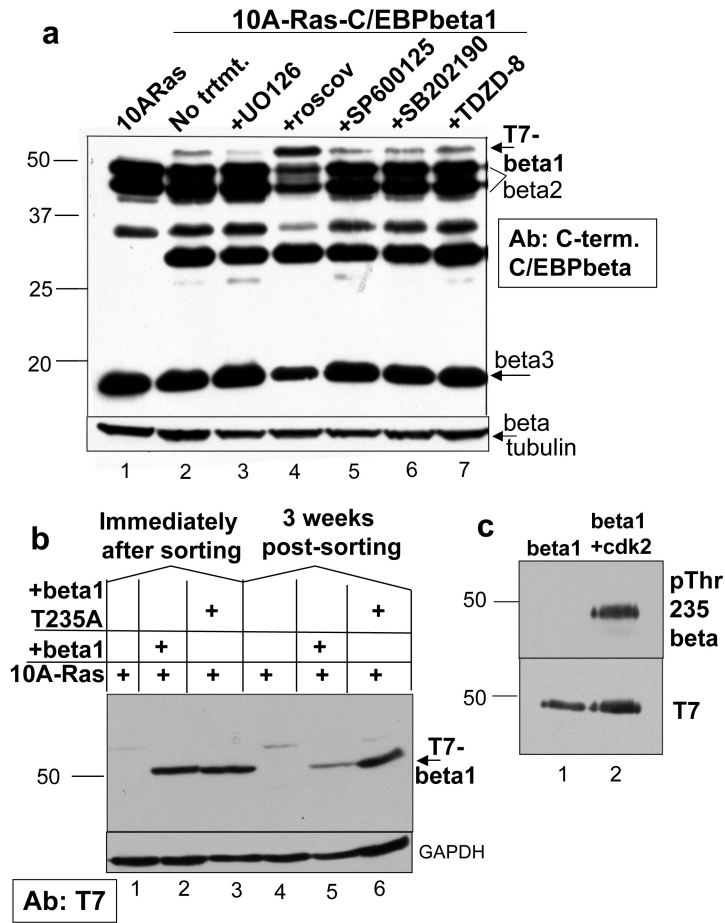 a
10A-Ras-C/EBPbeta1
10ARas
No trtmt.
+UO126
+roscov
+SP600125
+SB202190
+TDZD-8
50
37
25
20
T7-
beta1
beta2
Ab: C-term.
C/EBPbeta
beta3
beta
tubulin
1 2 3 4 5 6 7
b
Immediately
after sorting
3 weeks
post-sorting
+beta1
T235A + +
+beta1 + +
10A-Ras + + + + + +
50
T7-
beta1
GAPDH
1 2 3 4 5 6
Ab: T7
c
beta1
beta1
+cdk2
50
pThr
235
beta
50
T7
1 2